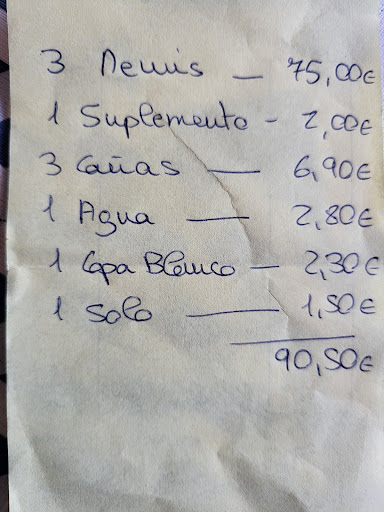 3 Menus — 75,00€
1 Suplemento - 2,00€
3 Cañas — 6,90€
1 Agua — 2,80€
1 Copa Blanco — 2,30€
1 Solo — 1,50€
90,50€